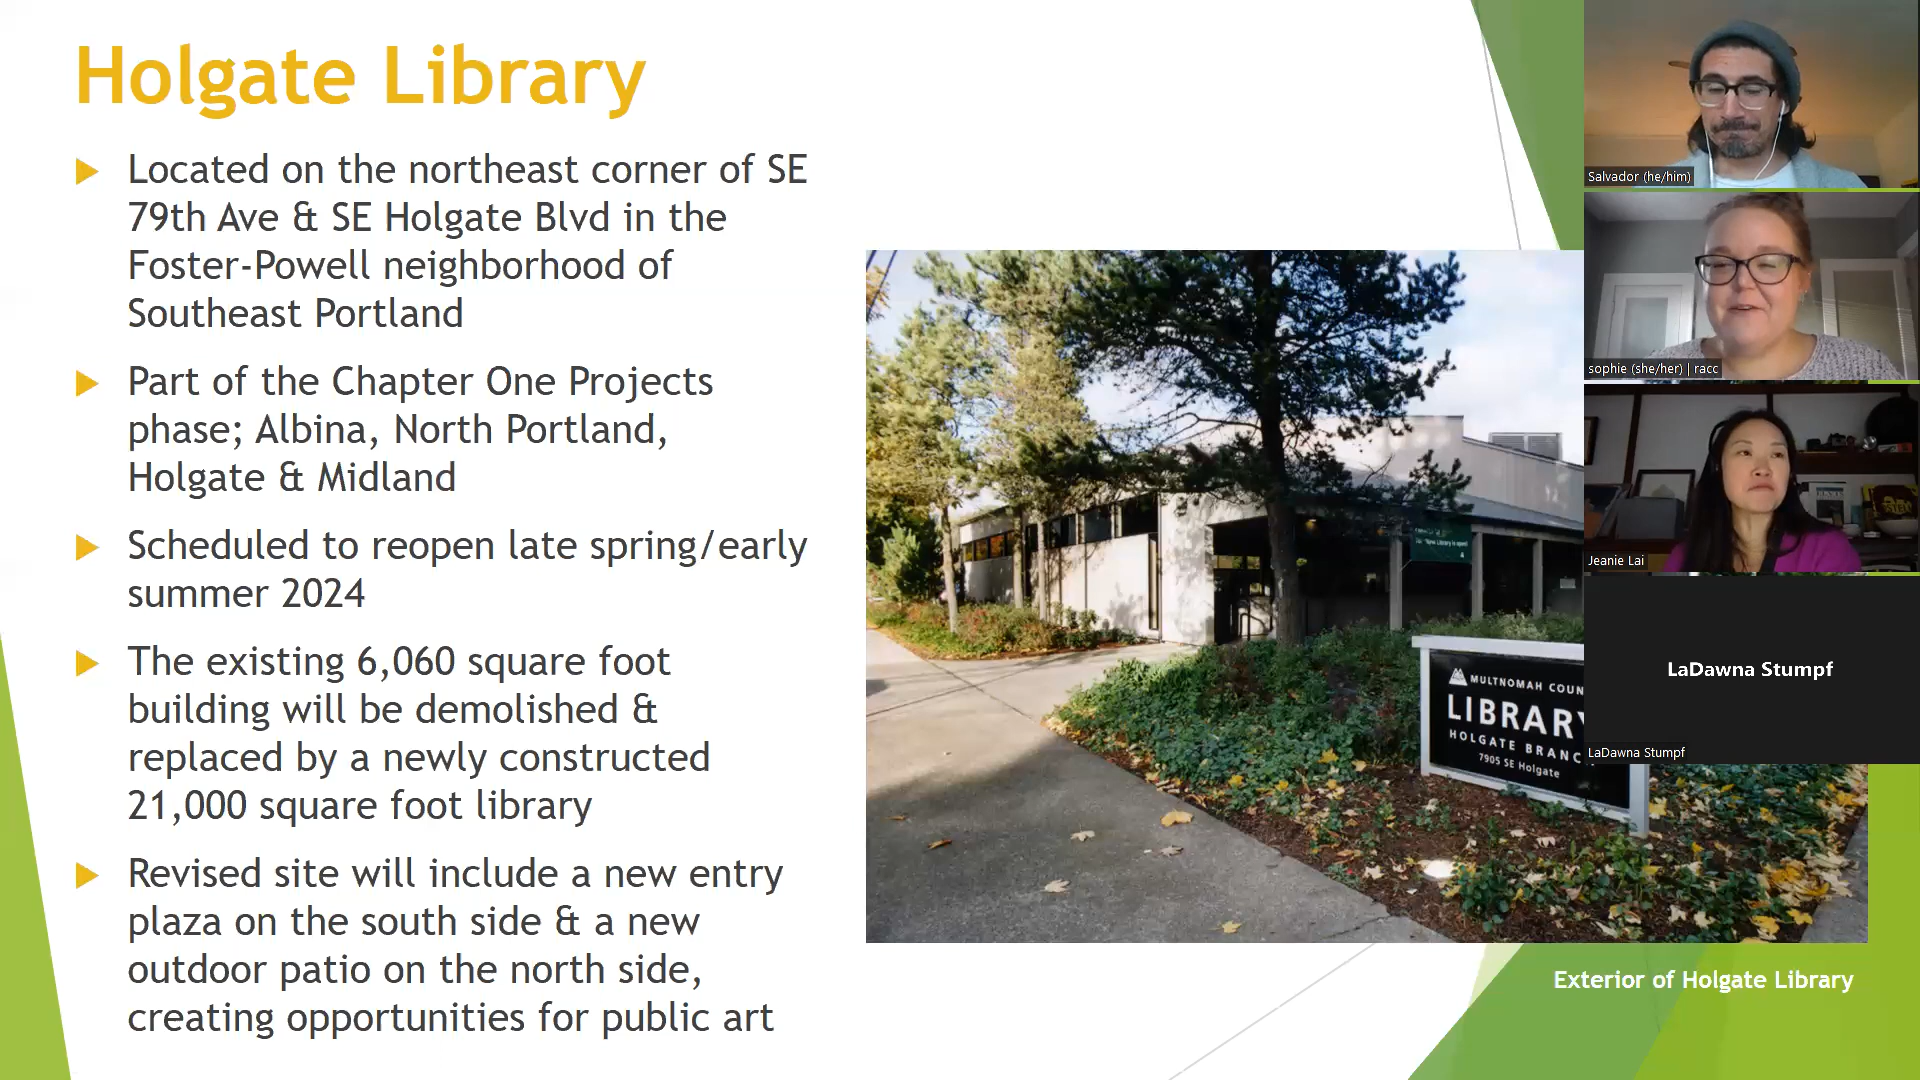 Holgate Library
Located on the northeast corner of SE
79th Ave & SE Holgate Blvd in the
Foster-Powell neighborhood of
Southeast Portland
Part of the Chapter One Projects
phase; Albina, North Portland,
Holgate & Midland
Scheduled to reopen late spring/early
summer 2024
The existing 6,060 square foot
building will be demolished &
replaced by a newly constructed
21,000 square foot library
Revised site will include a new entry
plaza on the south side & a new
outdoor patio on the north side,
creating opportunities for public art
MULTNOMAH COUN
LIBRARY
HOLGATE BRANC
7905 SE Holgate
Exterior of Holgate Library
Salvador (he/him)
sophie (she/her) | racc
Jeanie Lai
LaDawna Stumpf
LaDawna Stumpf